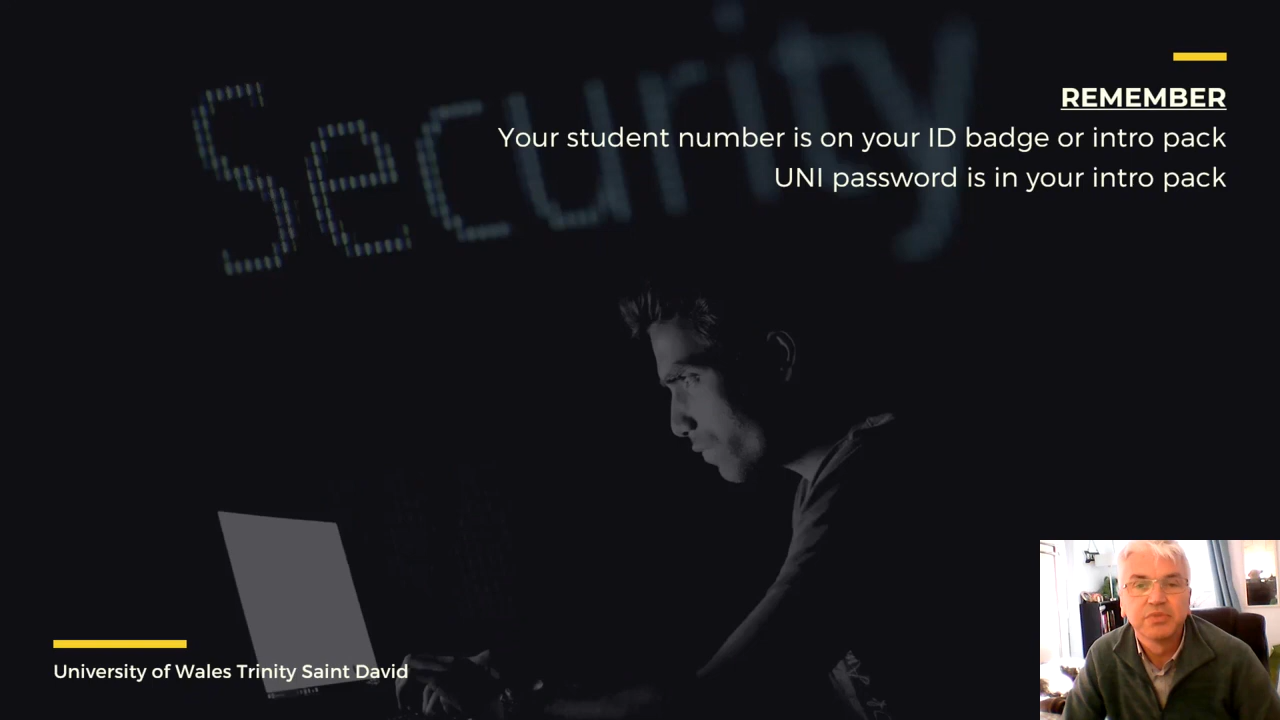 Security
REMEMBER
Your student number is on your ID badge or intro pack
UNI password is in your intro pack
University of Wales Trinity Saint David